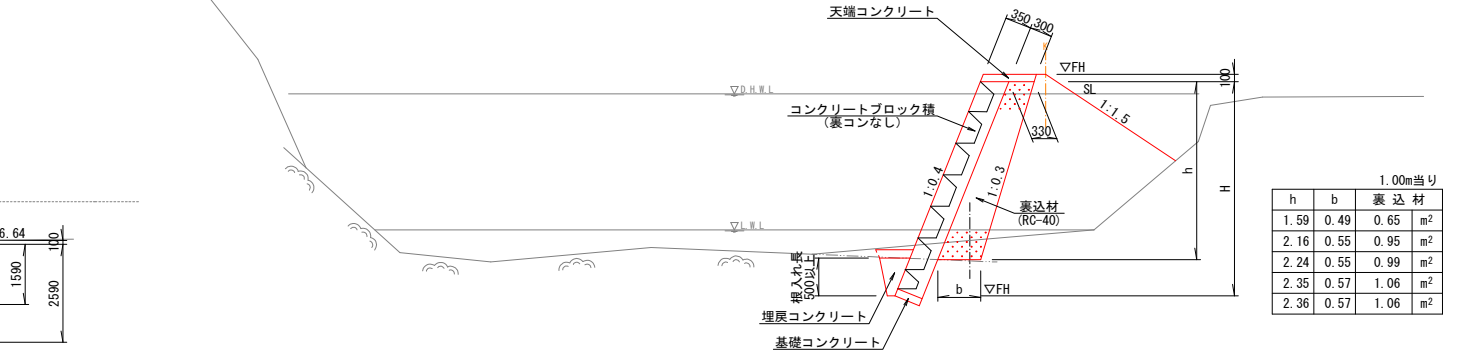 天端コンクリート
350 300
K
▽FH
100
▽D.H.W.L
SL
1:1.5
コンクリートブロック積
(裏コンなし)
330
h
H
1:0.4
1:0.3
裏込材
(RC-40)
▽L.W.L
根入れ長
500以上
b
▽FH
埋戻コンクリート
基礎コンクリート
6.64
100
1590
2590
1.00m当り
h b 裏込材
1.59 0.49 0.65 m²
2.16 0.55 0.95 m²
2.24 0.55 0.99 m²
2.35 0.57 1.06 m²
2.36 0.57 1.06 m²